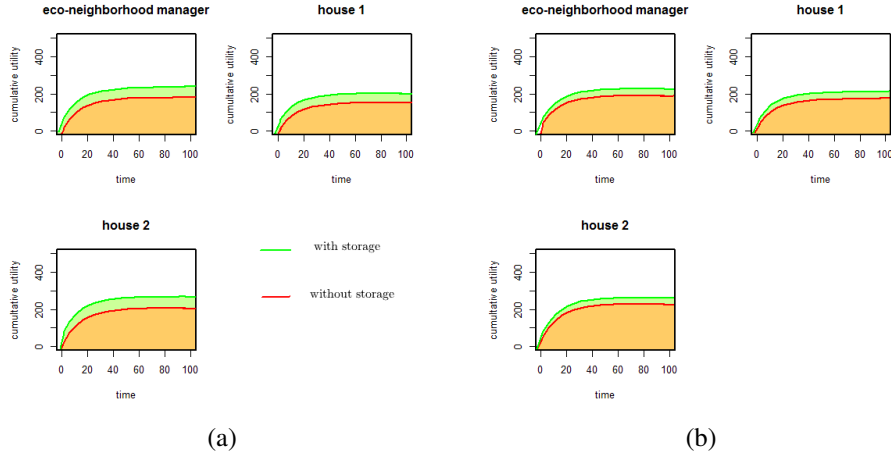 eco-neighborhood manager
cumulative utility
0
200
400
0 20 40 60 80 100
time
house 1
cumulative utility
0
200
400
0 20 40 60 80 100
time
house 2
cumultative utility
0
200
400
0 20 40 60 80 100
time
with storage
without storage
(a)
eco-neighborhood manager
cumulative utility
0
200
400
0 20 40 60 80 100
time
house 1
cumulative utility
0
200
400
0 20 40 60 80 100
time
house 2
cumultative utility
0
200
400
0 20 40 60 80 100
time
(b)